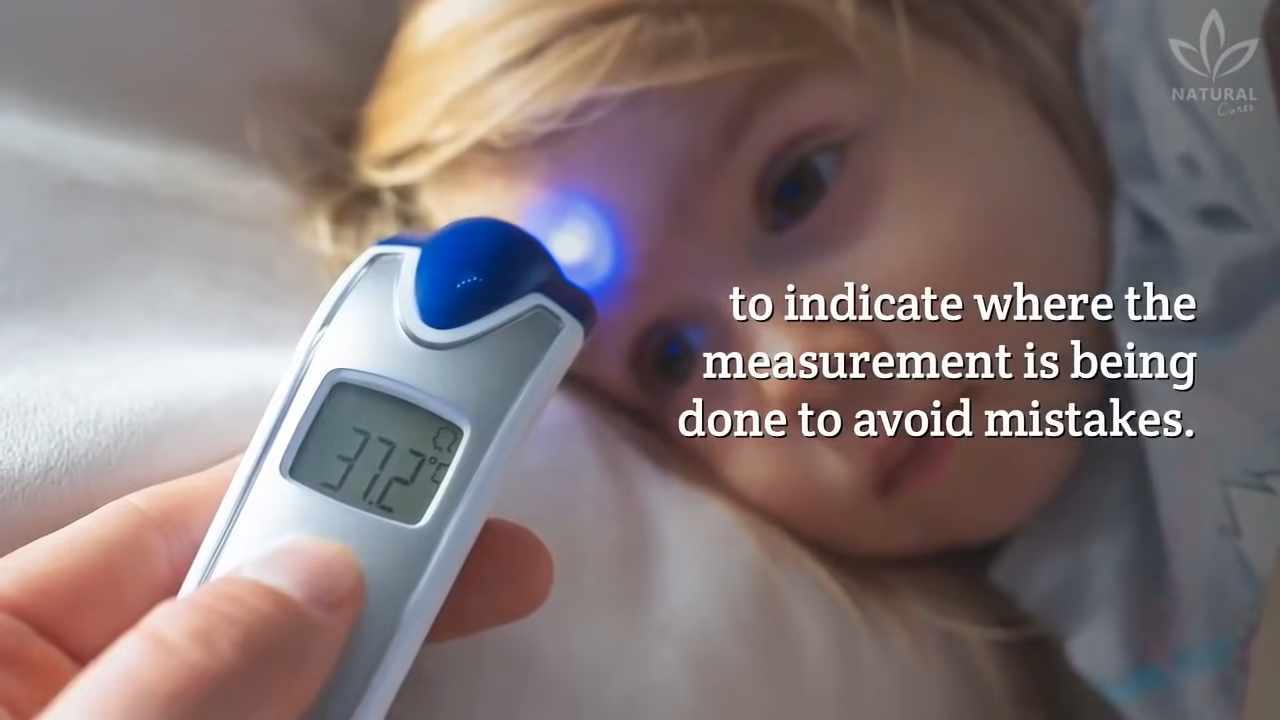 NATURAL
Cures
to indicate where the
measurement is being
done to avoid mistakes.
37.2°C